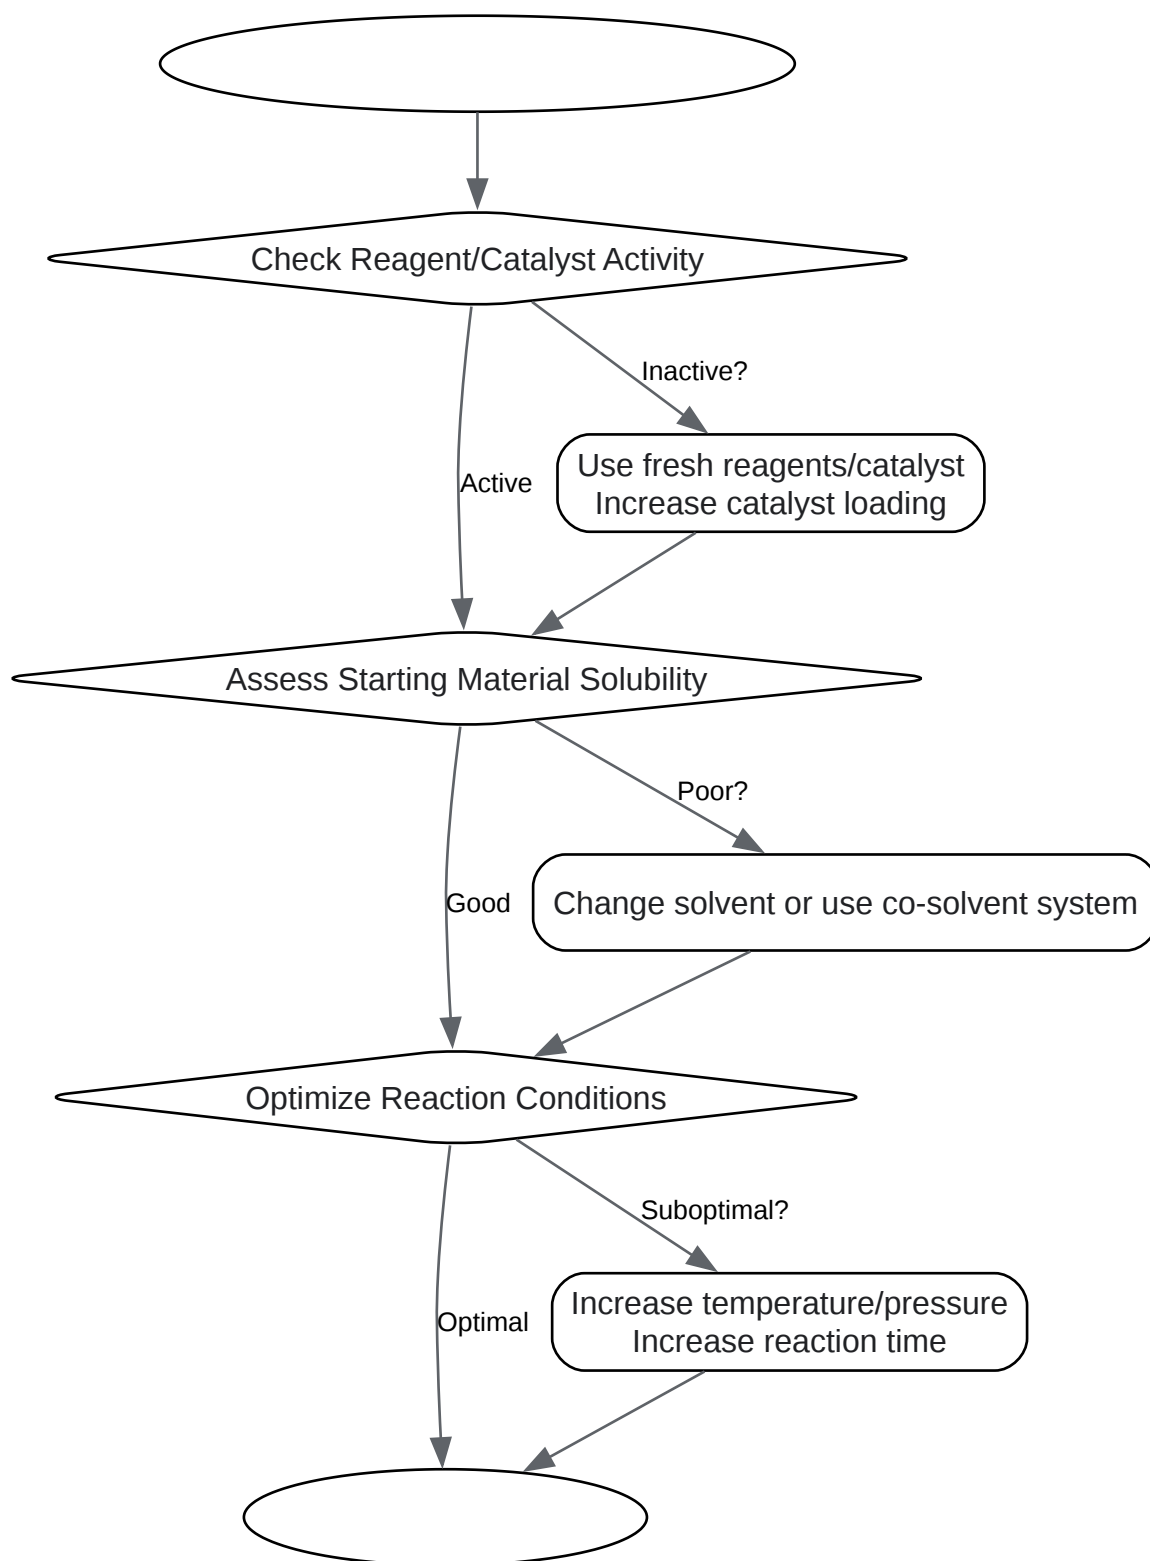 Check Reagent/Catalyst Activity
Inactive?
Use fresh reagents/catalyst
Increase catalyst loading
Active
Assess Starting Material Solubility
Poor?
Change solvent or use co-solvent system
Good
Optimize Reaction Conditions
Suboptimal?
Increase temperature/pressure
Increase reaction time
Optimal